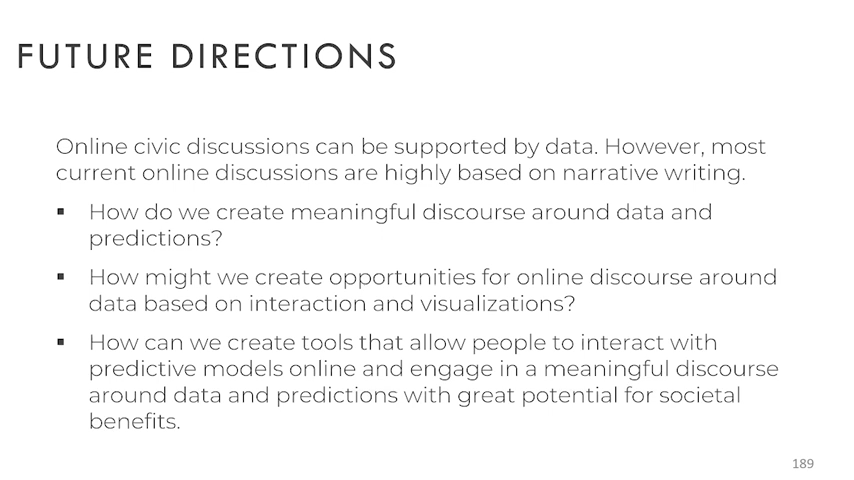 FUTURE DIRECTIONS
Online civic discussions can be supported by data. However, most
current online discussions are highly based on narrative writing.
▪ How do we create meaningful discourse around data and
predictions?
▪ How might we create opportunities for online discourse around
data based on interaction and visualizations?
▪ How can we create tools that allow people to interact with
predictive models online and engage in a meaningful discourse
around data and predictions with great potential for societal
benefits.
189